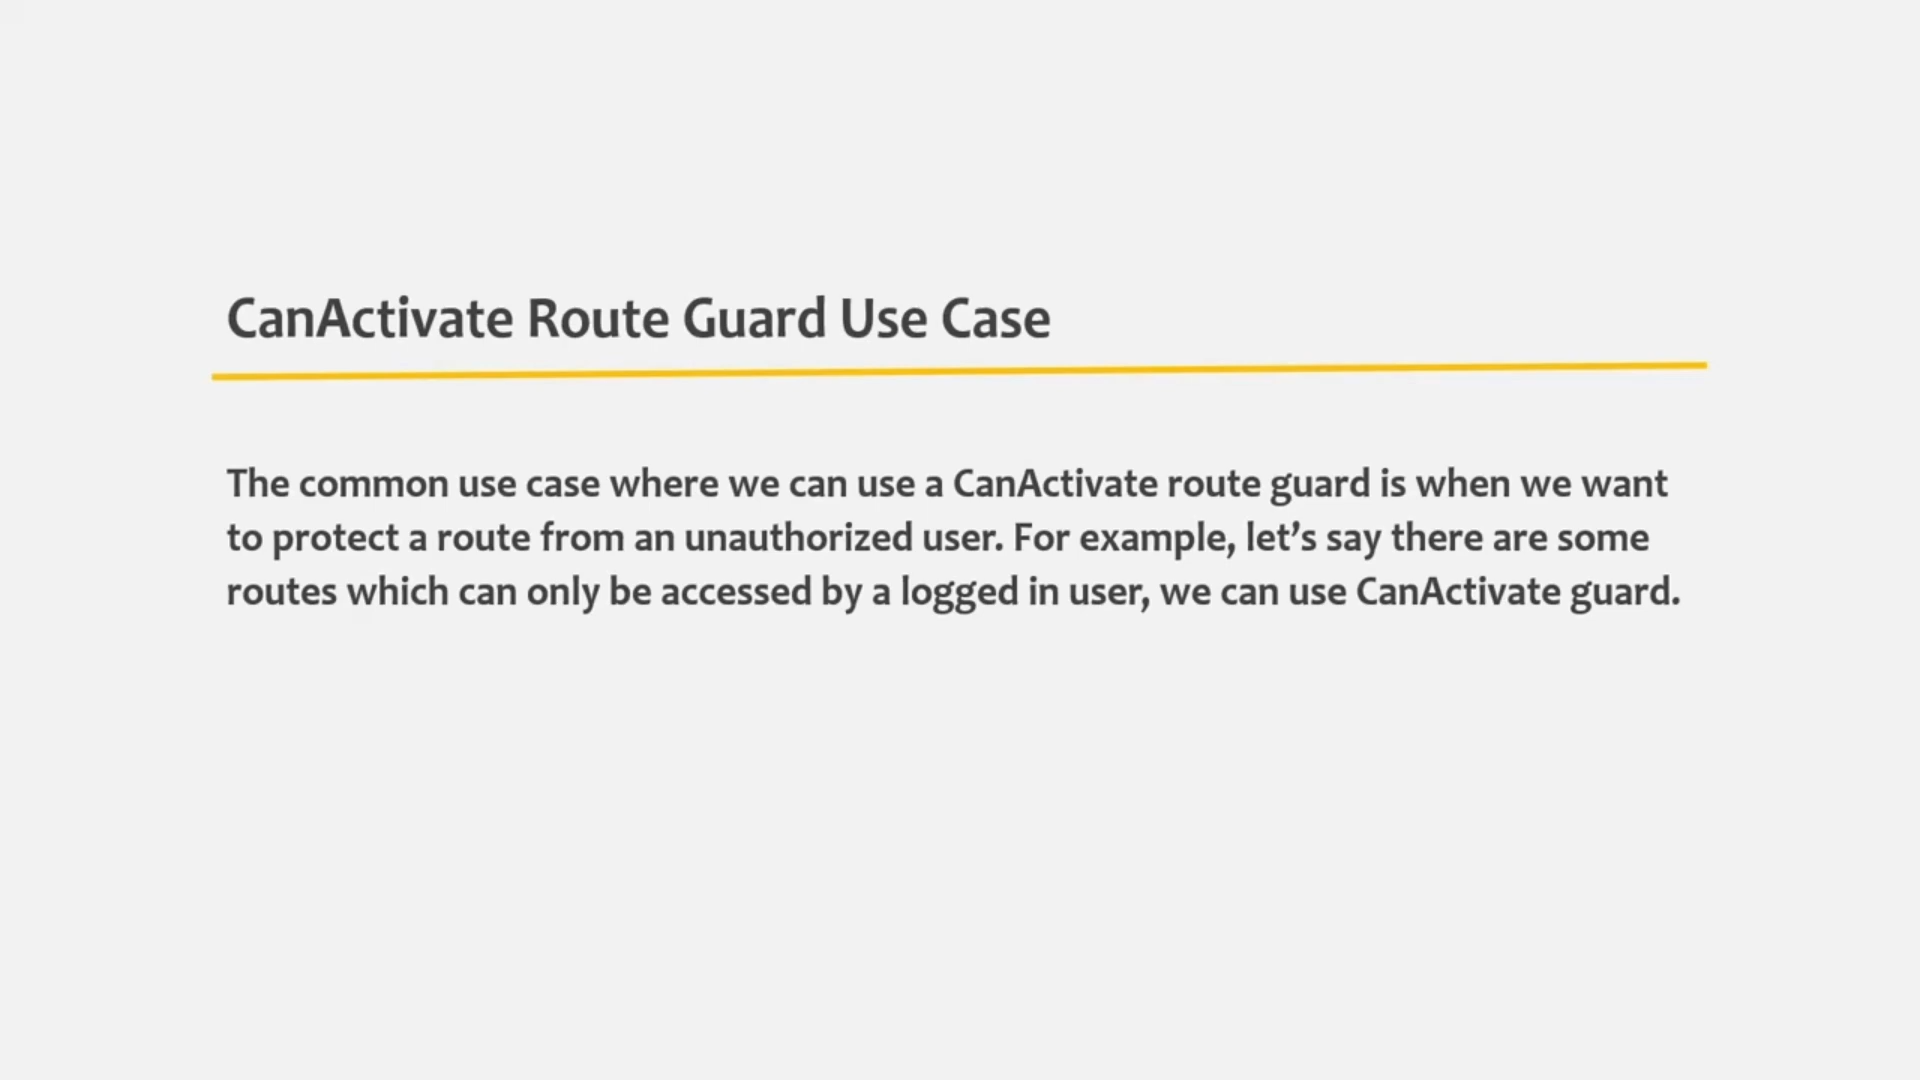 CanActivate Route Guard Use Case
The common use case where we can use a CanActivate route guard is when we want
to protect a route from an unauthorized user. For example, let’s say there are some
routes which can only be accessed by a logged in user, we can use CanActivate guard.